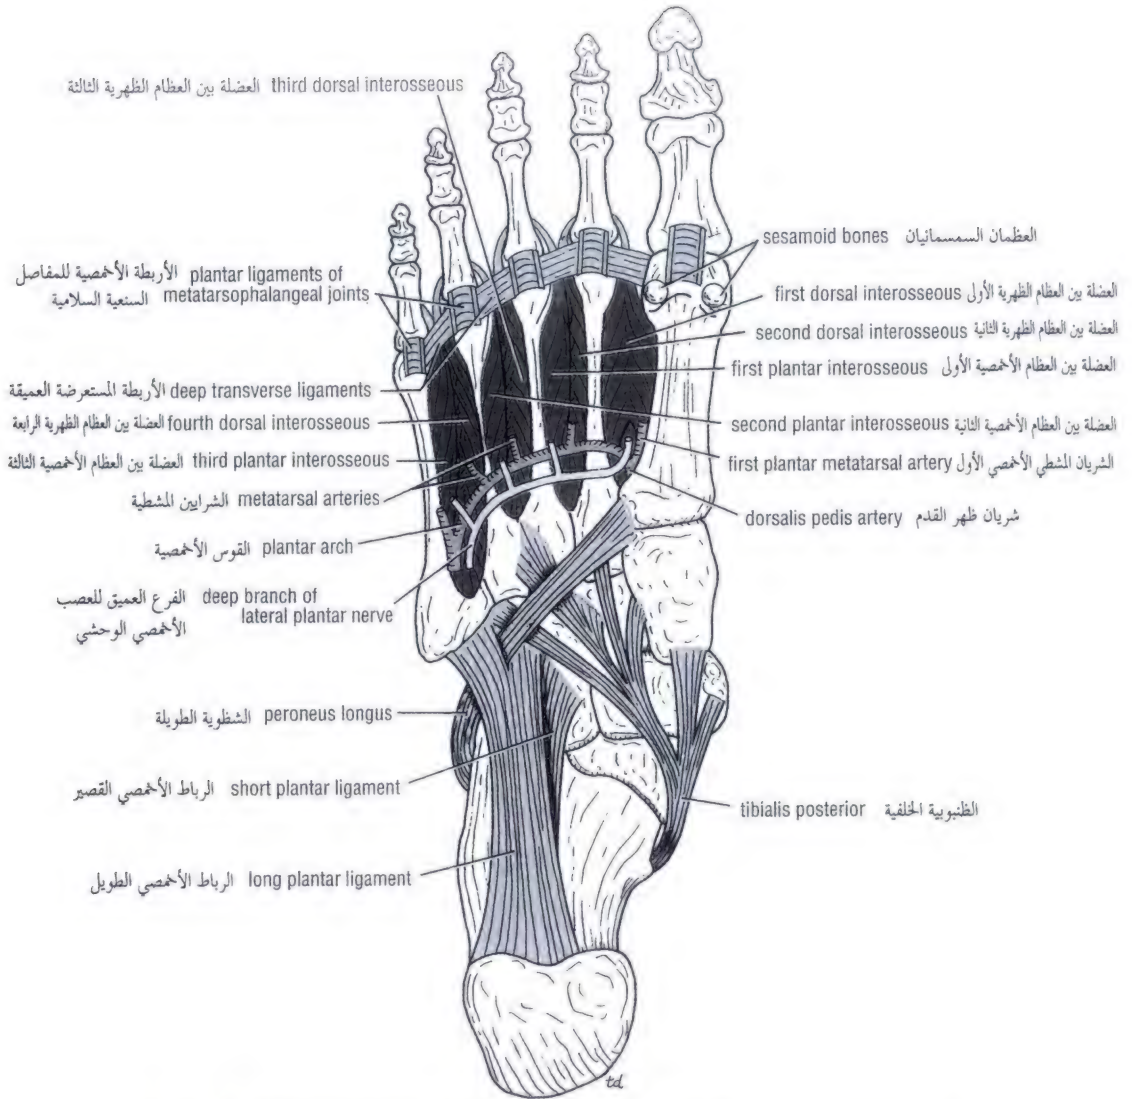 العضلة بين العظام الظهرية الثالثة third dorsal interosseous
sesamoid bones العظمان السمسمانيان
الأربطة الأخمصية للمفاصل plantar ligaments of
السنعية السلامية metatarsophalangeal joints
first dorsal interosseous العضلة بين العظام الظهرية الأولى
second dorsal interosseous العضلة بين العظام الظهرية الثانية
first plantar interosseous العضلة بين العظام الأخمصية الأولى
الأربطة المستعرضة العميقة deep transverse ligaments
العضلة بين العظام الظهرية الرابعة fourth dorsal interosseous
second plantar interosseous العضلة بين العظام الأخمصية الثانية
العضلة بين العظام الأخمصية الثالثة third plantar interosseous
first plantar metatarsal artery الشريان المشطي الأخمصي الأول
الشرايين المشطية metatarsal arteries
dorsalis pedis artery شريان ظهر القدم
القوس الأخمصية plantar arch
الفرع العميق للعصب deep branch of
الأخمصي الوحشي lateral plantar nerve
الشظوية الطويلة peroneus longus
الرباط الأخمصي القصير short plantar ligament
tibialis posterior الظنبوبية الخلفية
الرباط الأخمصي الطويل long plantar ligament
td